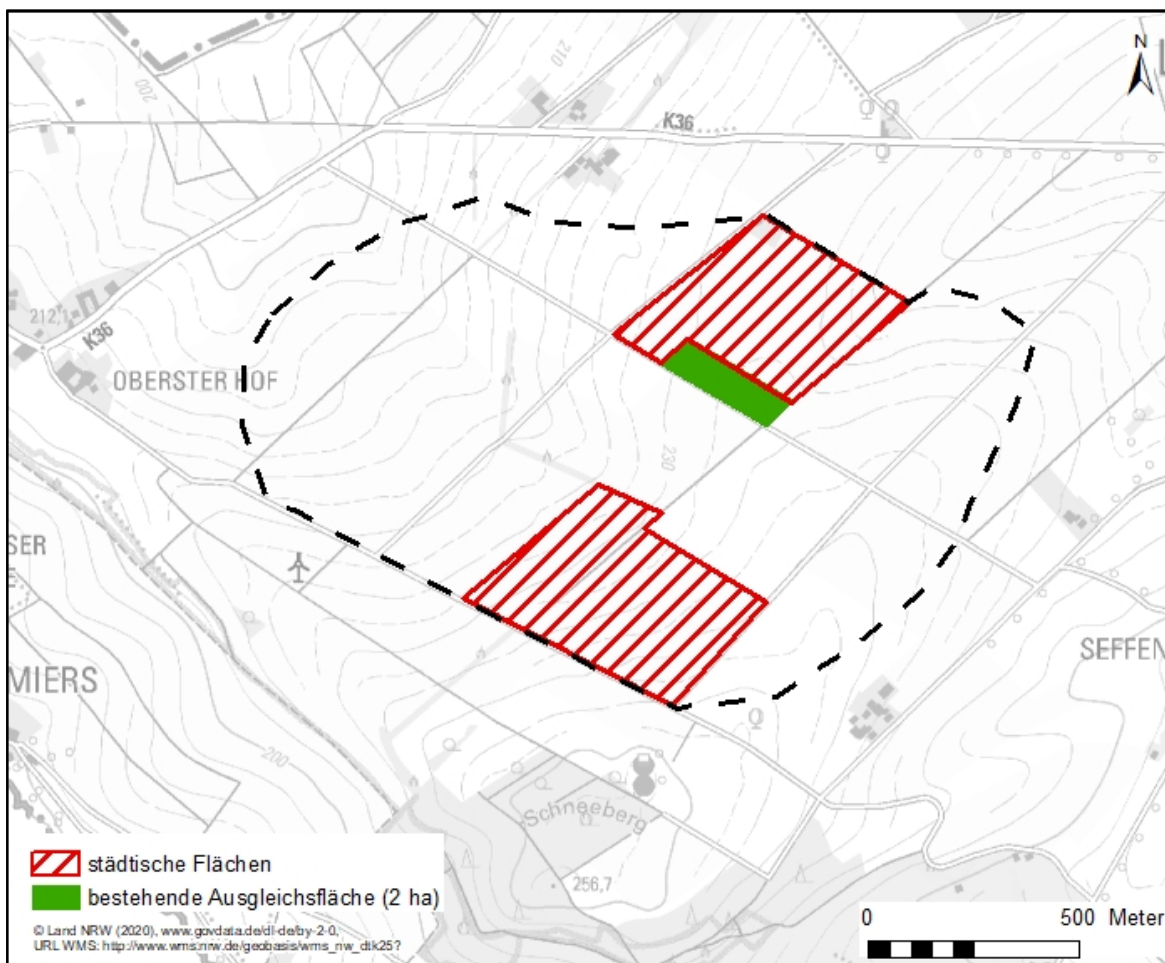 N
L
210
200
K36
212,1
K36
OBERSTER HOF
230
SER
SEFFEN
MIERS
200
Schneeberg
256,7
städtische Flächen
bestehende Ausgleichsfläche (2 ha)
0 500 Meter
© Land NRW (2020), www.govdata.de/dl-de/by-2-0,
URL WMS: http://www.wms.nrw.de/geobasis/wms_nw_dtk25?